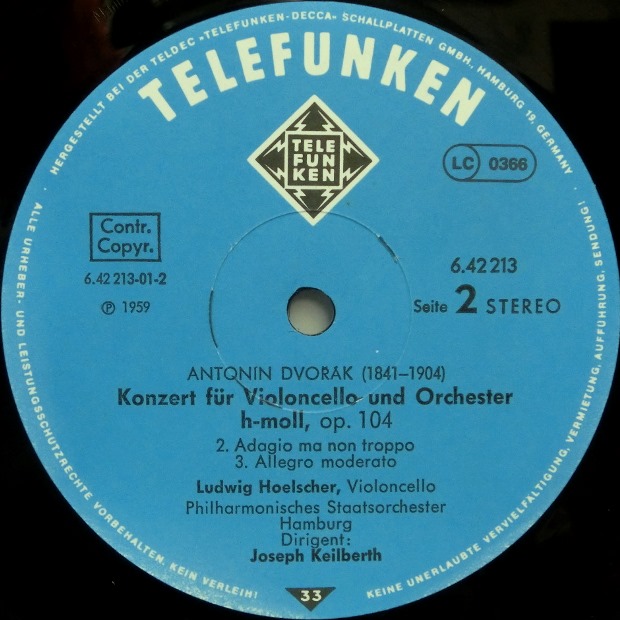 HERGESTELLT BEI DER TELDEC »TELEFUNKEN-DECCA« SCHALLPLATTEN GMBH., HAMBURG 19, GERMANY
TELEFUNKEN
TELE
FUN
KEN
LC 0366
Contr.
Copyr.
6.42 213-01-2
℗ 1959
6.42 213
Seite 2 STEREO
ANTONIN DVOŘÁK (1841–1904)
Konzert für Violoncello und Orchester
h-moll, op. 104
2. Adagio ma non troppo
3. Allegro moderato
Ludwig Hoelscher, Violoncello
Philharmonisches Staatsorchester
Hamburg
Dirigent:
Joseph Keilberth
33
ALLE URHEBER- UND LEISTUNGSSCHUTZRECHTE VORBEHALTEN. KEIN VERLEIH! KEINE UNERLAUBTE VERVIELFÄLTIGUNG, VERMIETUNG, AUFFÜHRUNG, SENDUNG!